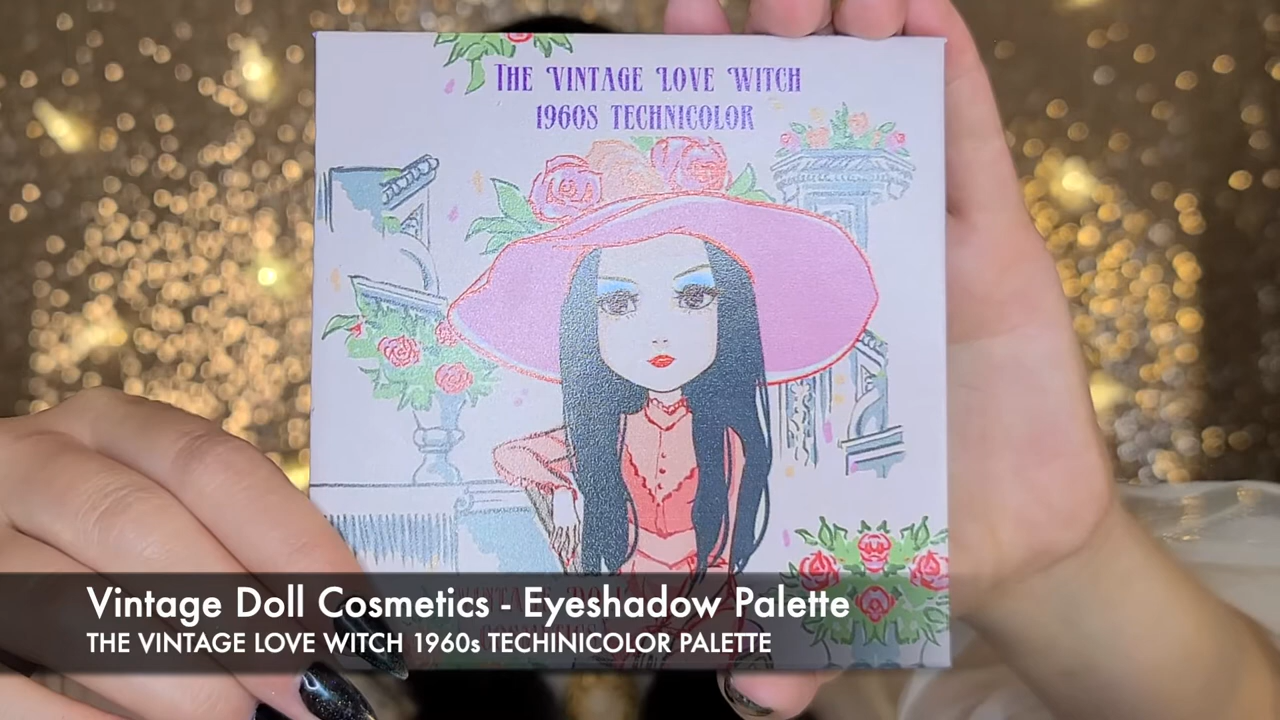 THE VINTAGE LOVE WITCH
1960S TECHNICOLOR
Vintage Doll Cosmetics - Eyeshadow Palette
THE VINTAGE LOVE WITCH 1960s TECHINICOLOR PALETTE